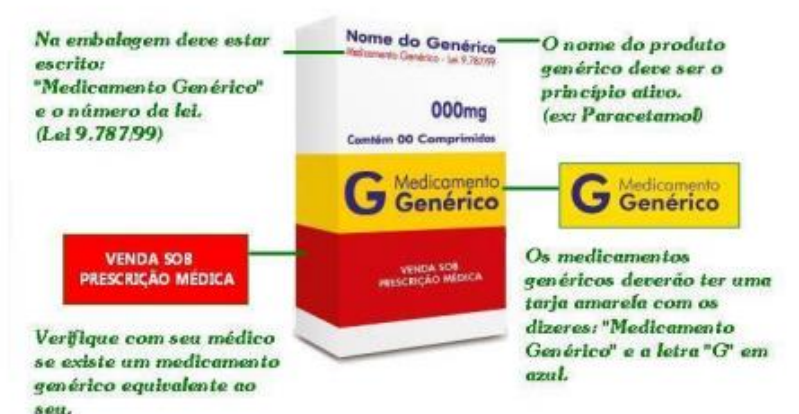 Na embalagem deve estar
escrito:
"Medicamento Genérico"
e o número da lei.
(Lei 9.787/99)
Nome do Genérico
Medicamento Genérico - Lei 9.787/99
000mg
Contém 00 Comprimidos
G Medicamento
Genérico
VENDA SOB
PRESCRIÇÃO MÉDICA
O nome do produto
genérico deve ser o
princípio ativo.
(ex: Paracetamol)
G Medicamento
Genérico
VENDA SOB
PRESCRIÇÃO MÉDICA
Verifique com seu médico
se existe um medicamento
genérico equivalente ao
seu.
Os medicamentos
genéricos deverão ter uma
tarja amarela com os
dizeres: "Medicamento
Genérico" e a letra "G" em
azul.